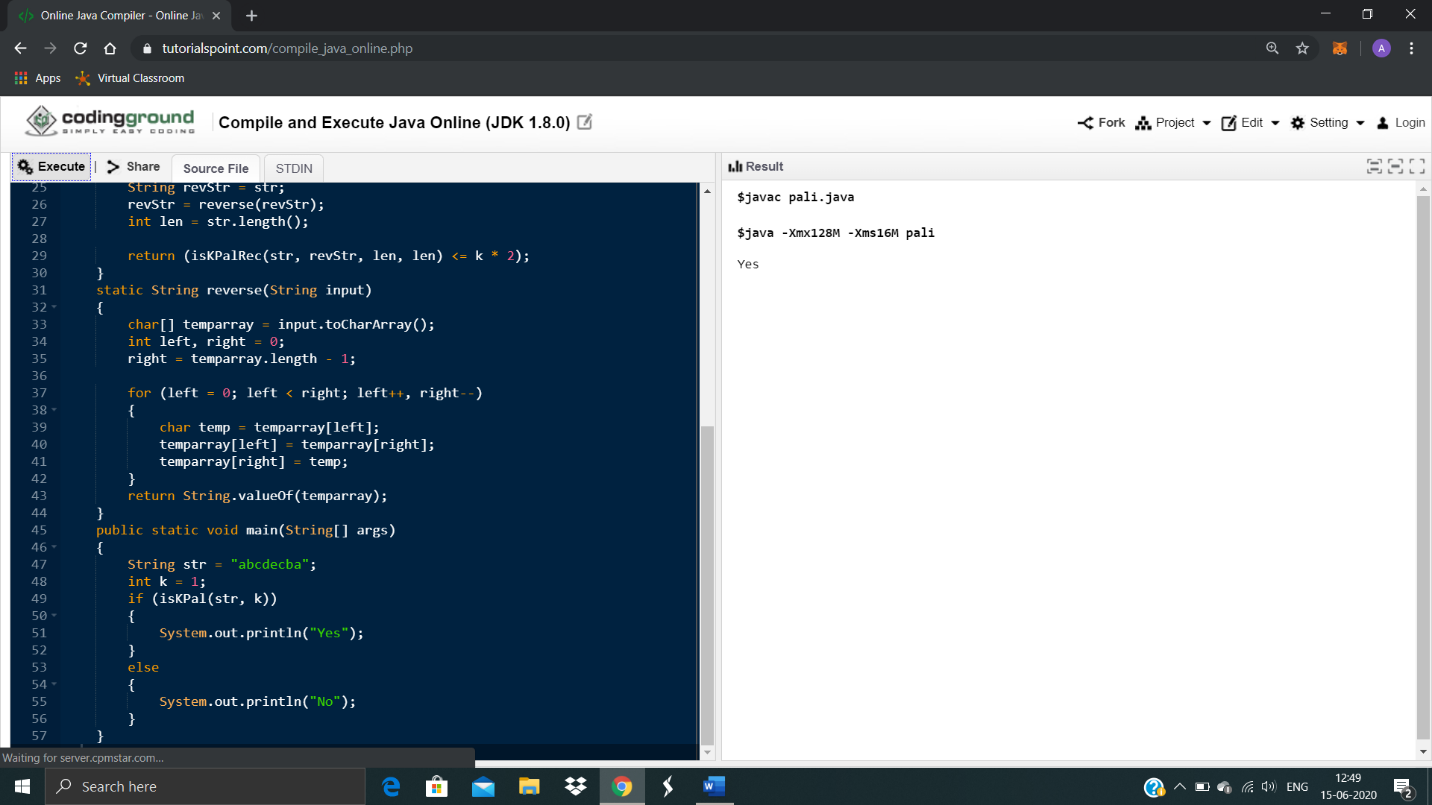 Online Java Compiler - Online Ja
tutorialspoint.com/compile_java_online.php
A
Apps Virtual Classroom
codingground
SIMPLY EASY CODING
Compile and Execute Java Online (JDK 1.8.0)
Fork Project Edit Setting Login
Execute | Share Source File STDIN
Result
25 String revStr = str;
26 revStr = reverse(revStr);
27 int len = str.length();
28
29 return (isKPalRec(str, revStr, len, len) <= k * 2);
30 }
31 static String reverse(String input)
32 {
33 char[] temparray = input.toCharArray();
34 int left, right = 0;
35 right = temparray.length - 1;
36
37 for (left = 0; left < right; left++, right--)
38 {
39 char temp = temparray[left];
40 temparray[left] = temparray[right];
41 temparray[right] = temp;
42 }
43 return String.valueOf(temparray);
44 }
45 public static void main(String[] args)
46 {
47 String str = "abcdecba";
48 int k = 1;
49 if (isKPal(str, k))
50 {
51 System.out.println("Yes");
52 }
53 else
54 {
55 System.out.println("No");
56 }
57 }
$javac pali.java
$java -Xmx128M -Xms16M pali
Yes
Waiting for server.cpmstar.com...
Search here
ENG
12:49
15-06-2020
2